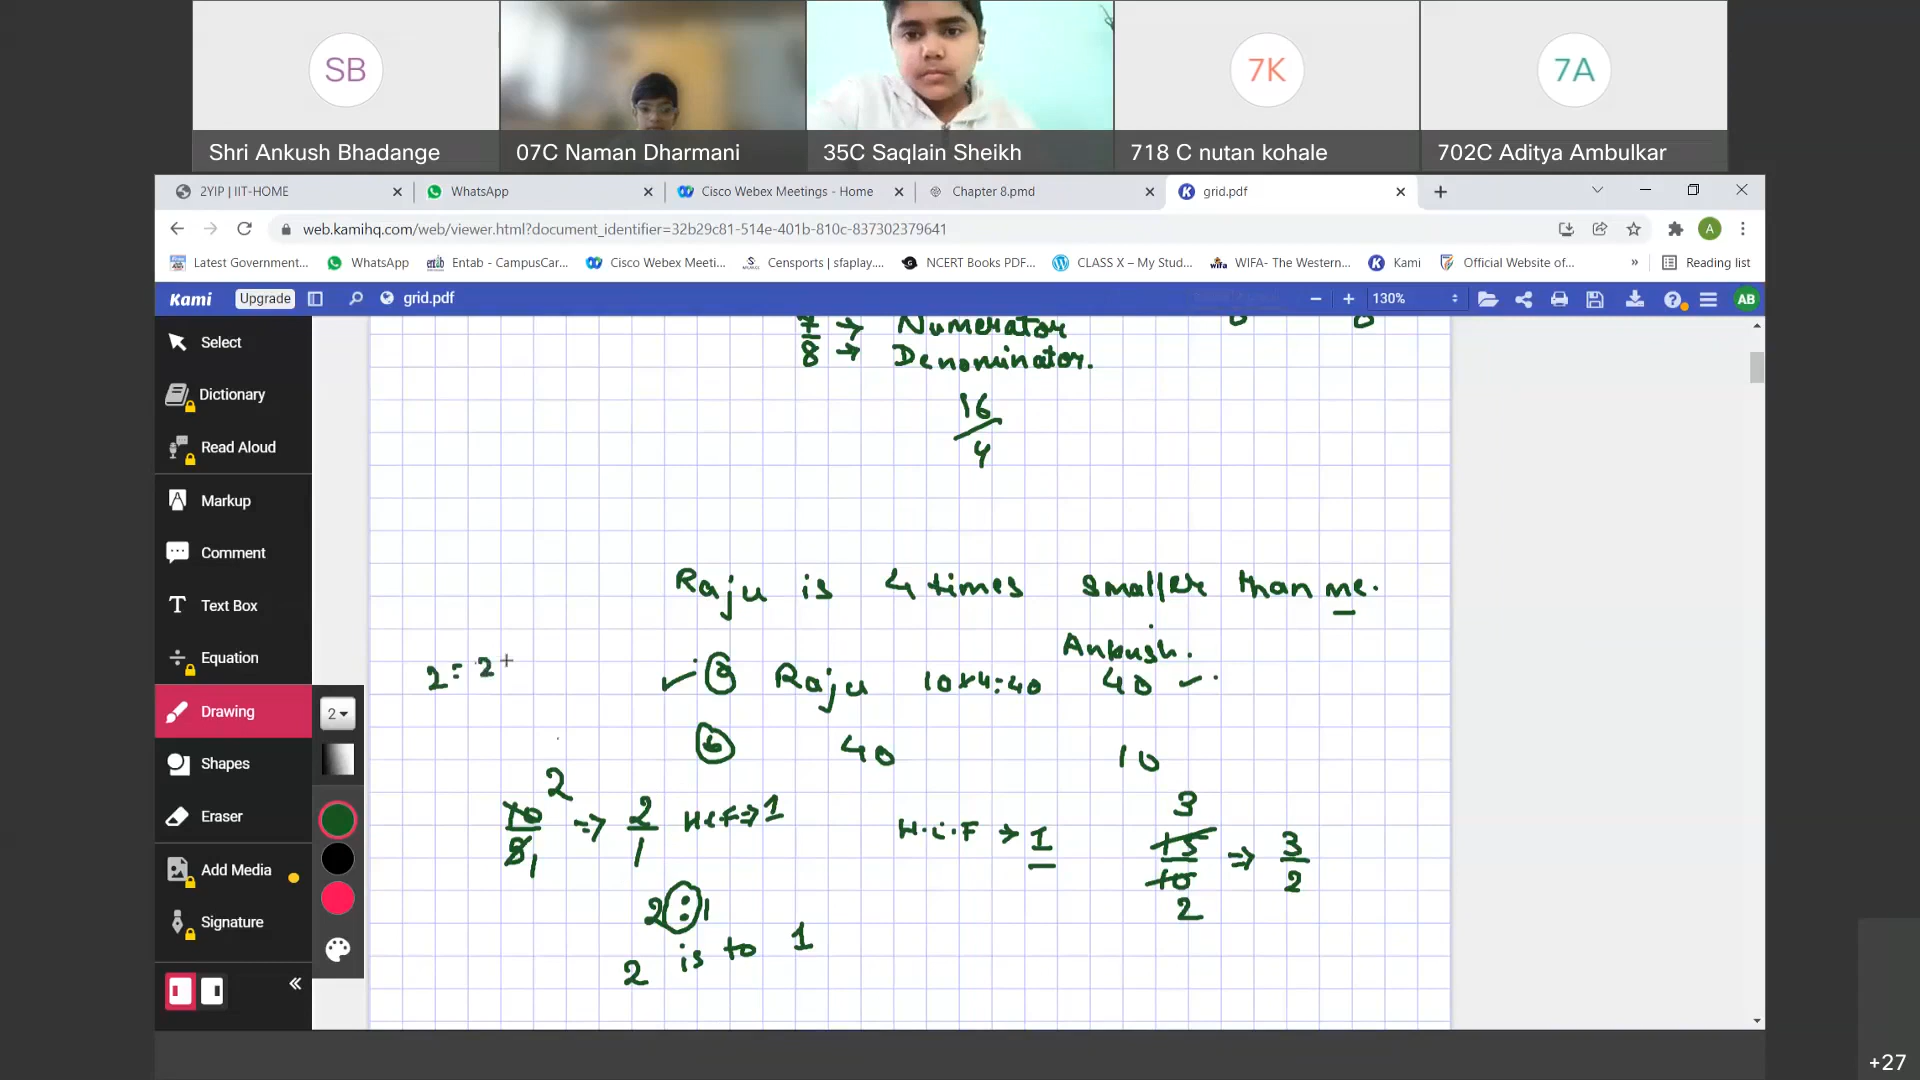 SB
7K
7A
Shri Ankush Bhadange
07C Naman Dharmani
35C Saqlain Sheikh
718 C nutan kohale
702C Aditya Ambulkar
2YIP | IIT-HOME
WhatsApp
Cisco Webex Meetings - Home
Chapter 8.pmd
grid.pdf
web.kamihq.com/web/viewer.html?document_identifier=32b29c81-514e-401b-810c-837302379641
A
Latest Government...
WhatsApp
Entab - CampusCar...
Cisco Webex Meeti...
Censports | sfaplay....
NCERT Books PDF...
CLASS X – My Stud...
WIFA- The Western...
Kami
Official Website of...
»
Reading list
Kami
Upgrade
grid.pdf
130%
AB
Select
Dictionary
Read Aloud
Markup
Comment
Text Box
Equation
Drawing
2
Shapes
Eraser
Add Media
Signature
7 → Numerator
8 → Denominator.
16
4
Raju is 4 times smaller than me.
Ankush.
2 = 2
Raju 10×4=40 40
40 10
10 2
8 1
⇒ 2/1 H.C.F ⇒ 1
H.C.F → 1
3
15
10
2
⇒ 3/2
2 : 1
2 is to 1
+27